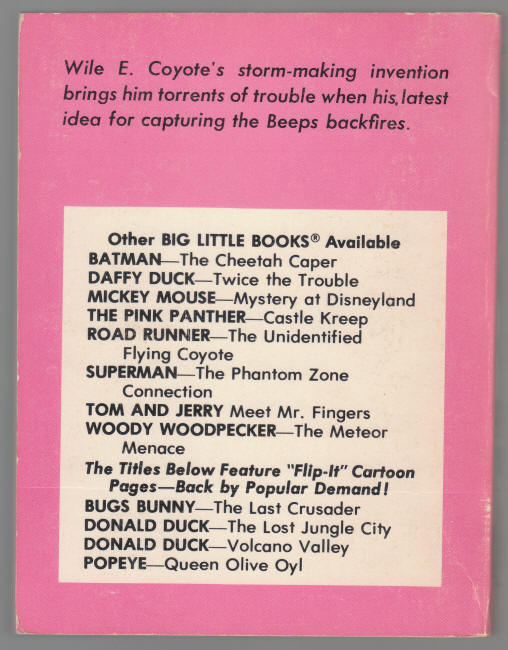 Wile E. Coyote's storm-making invention
brings him torrents of trouble when his, latest
idea for capturing the Beeps backfires.
Other BIG LITTLE BOOKS® Available
BATMAN—The Cheetah Caper
DAFFY DUCK—Twice the Trouble
MICKEY MOUSE—Mystery at Disneyland
THE PINK PANTHER—Castle Kreep
ROAD RUNNER—The Unidentified
Flying Coyote
SUPERMAN—The Phantom Zone
Connection
TOM AND JERRY Meet Mr. Fingers
WOODY WOODPECKER—The Meteor
Menace
The Titles Below Feature "Flip-It" Cartoon
Pages—Back by Popular Demand!
BUGS BUNNY—The Last Crusader
DONALD DUCK—The Lost Jungle City
DONALD DUCK—Volcano Valley
POPEYE—Queen Olive Oyl